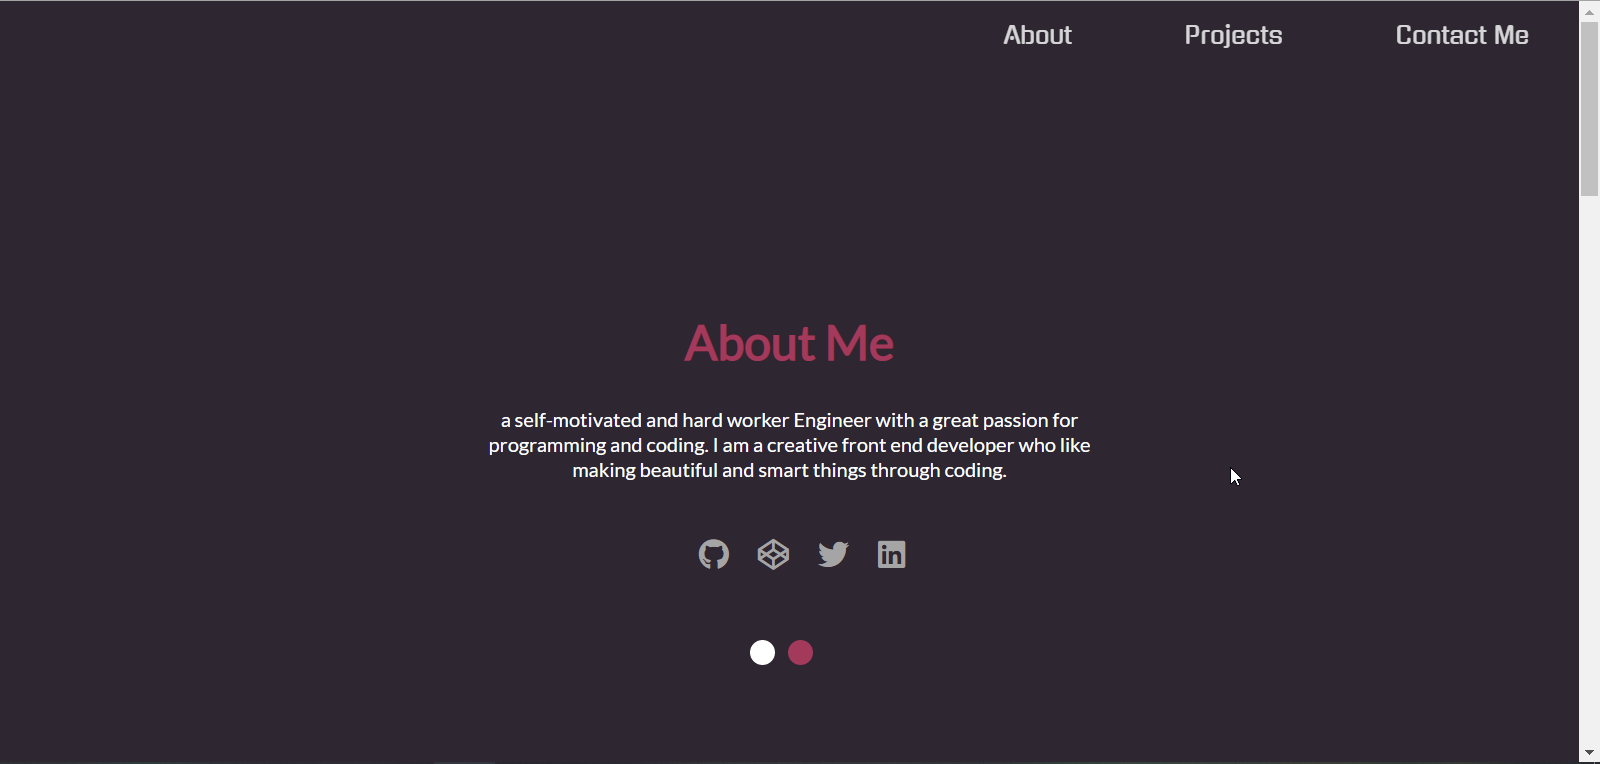 About Projects Contact Me
About Me
a self-motivated and hard worker Engineer with a great passion for
programming and coding. I am a creative front end developer who like
making beautiful and smart things through coding.
in